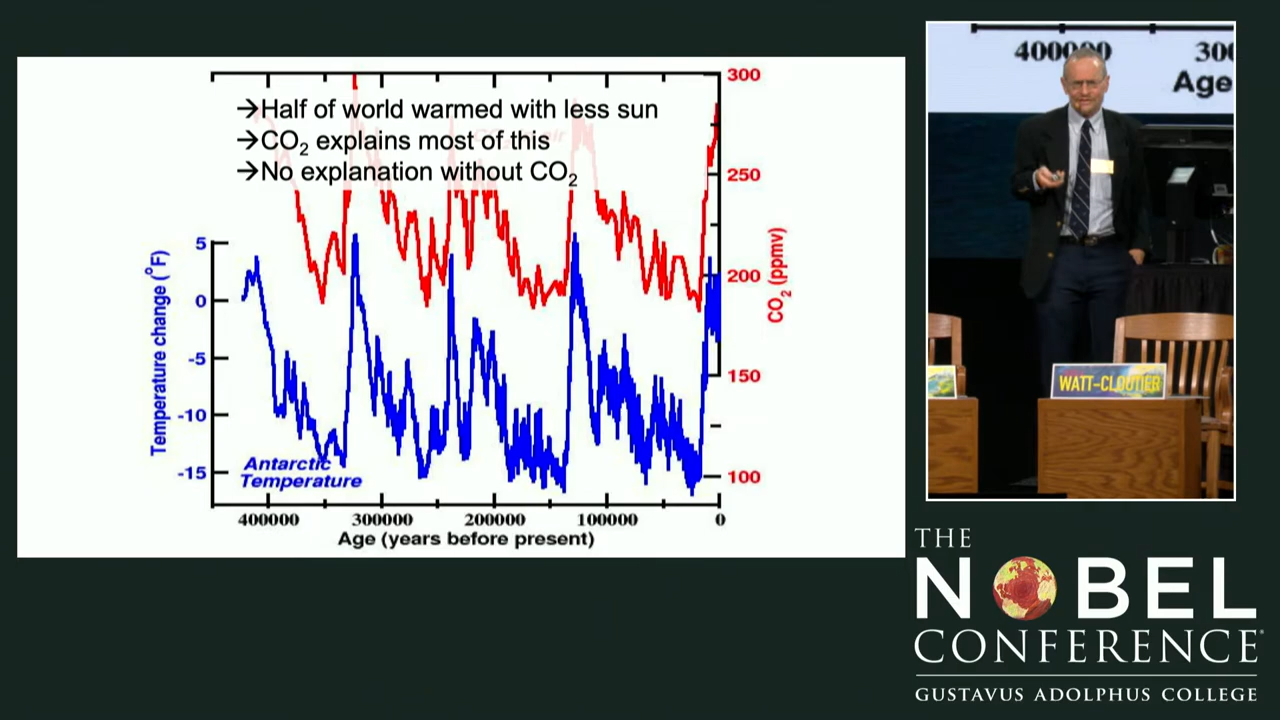 300
→Half of world warmed with less sun
→CO2 explains most of this
→No explanation without CO2
250
200
150
100
CO2 (ppmv)
Temperature change (°F)
5
0
-5
-10
-15
Antarctic
Temperature
400000
300000
200000
100000
0
Age (years before present)
400000
300
Age
WATT-CLOUTIER
THE
NOBEL
CONFERENCE®
GUSTAVUS ADOLPHUS COLLEGE